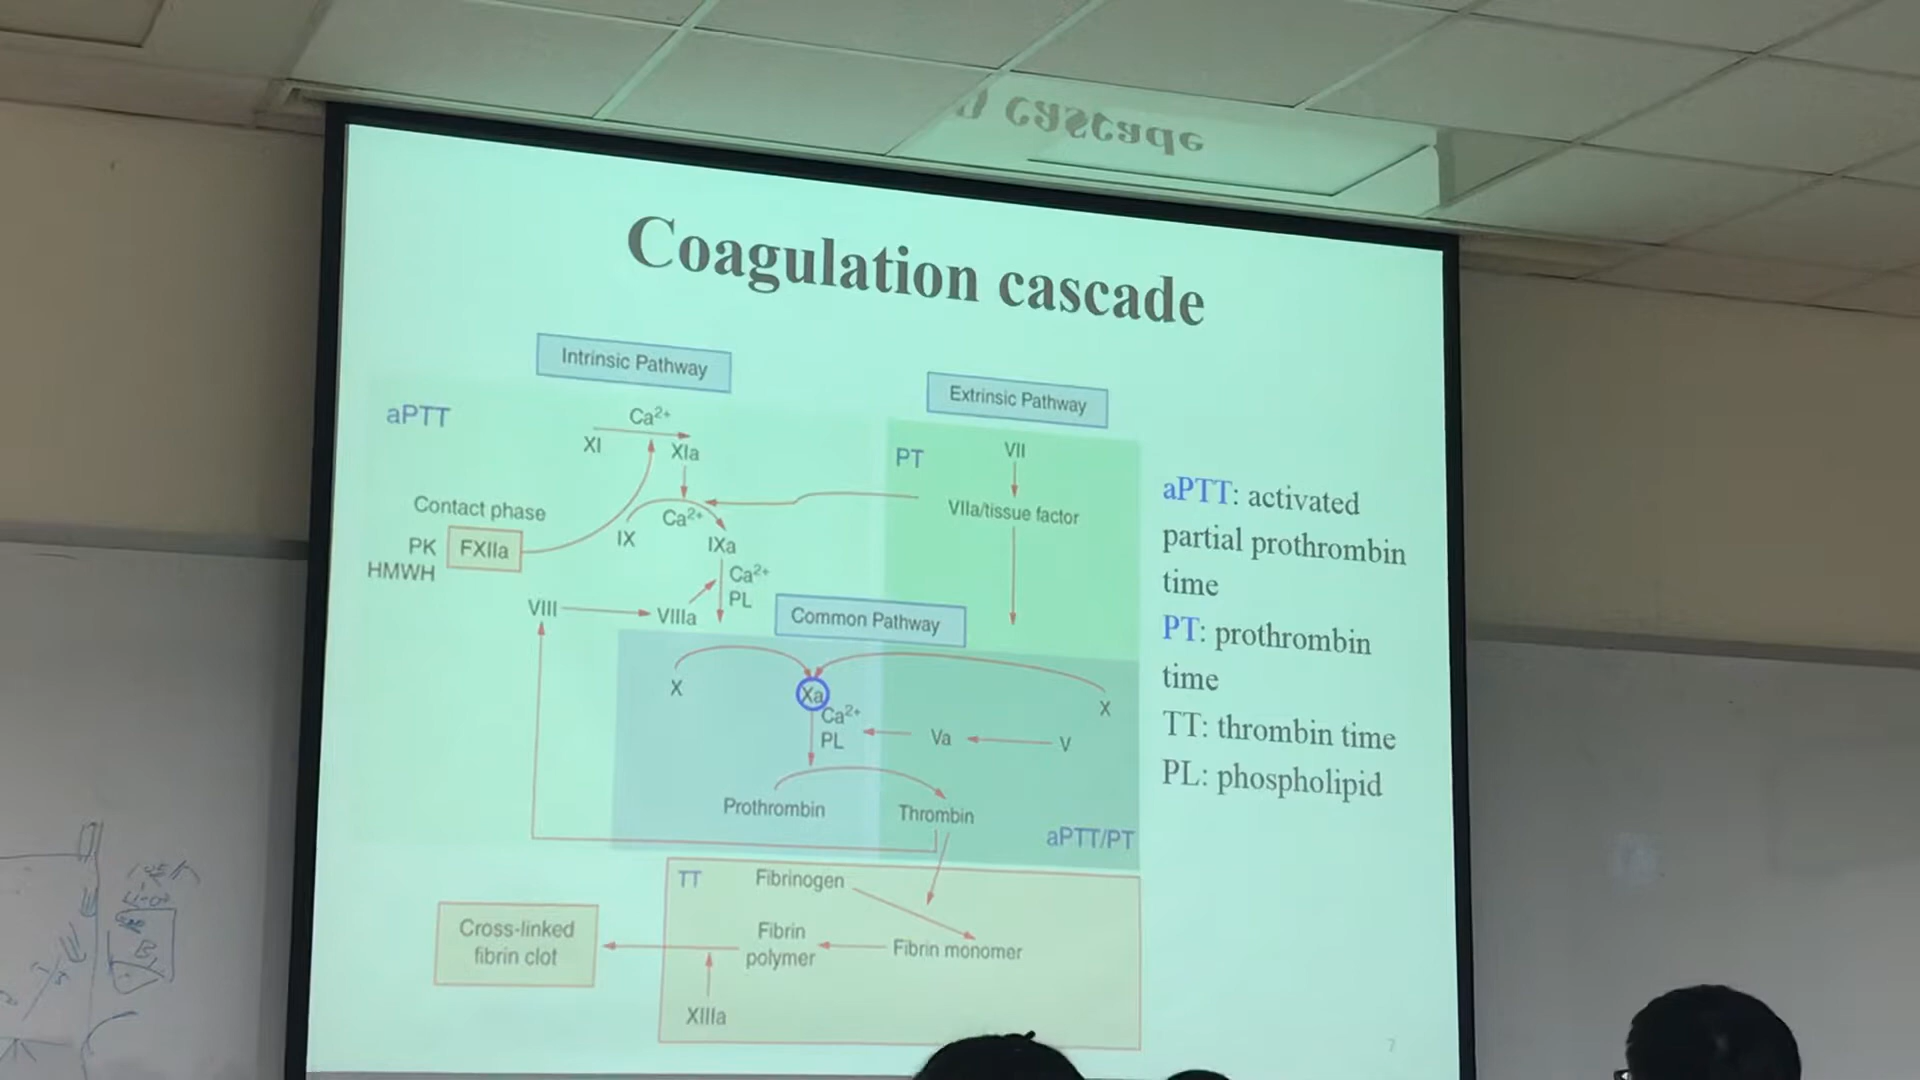 Coagulation cascade
Intrinsic Pathway
Extrinsic Pathway
aPTT
Ca2+
XI
XIa
Contact phase
PK
FXIIa
HMWH
IX
Ca2+
IXa
Ca2+
PL
VIII
VIIIa
PT
VII
VIIa/tissue factor
Common Pathway
X
Xa
X
Ca2+
PL
Va
V
Prothrombin
Thrombin
aPTT/PT
TT
Fibrinogen
Cross-linked
fibrin clot
Fibrin
polymer
Fibrin monomer
XIIIa
aPTT: activated
partial prothrombin
time
PT: prothrombin
time
TT: thrombin time
PL: phospholipid
7